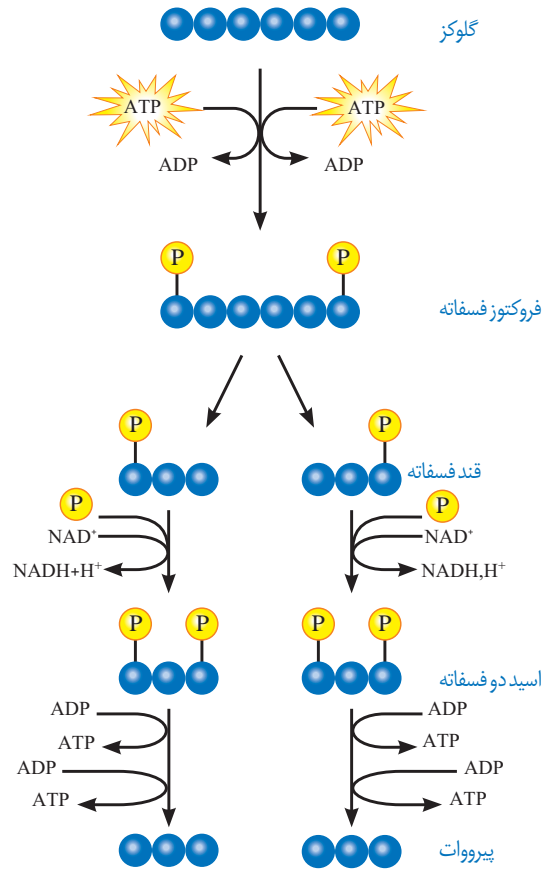 گلوکز
ATP
ATP
ADP
ADP
P
P
فروکتوز فسفاته
P
P
قند فسفاته
P
P
NAD⁺
NAD⁺
NADH+H⁺
NADH,H⁺
P
P
P
P
اسید دو فسفاته
ADP
ADP
ATP
ATP
ADP
ADP
ATP
ATP
پیرووات